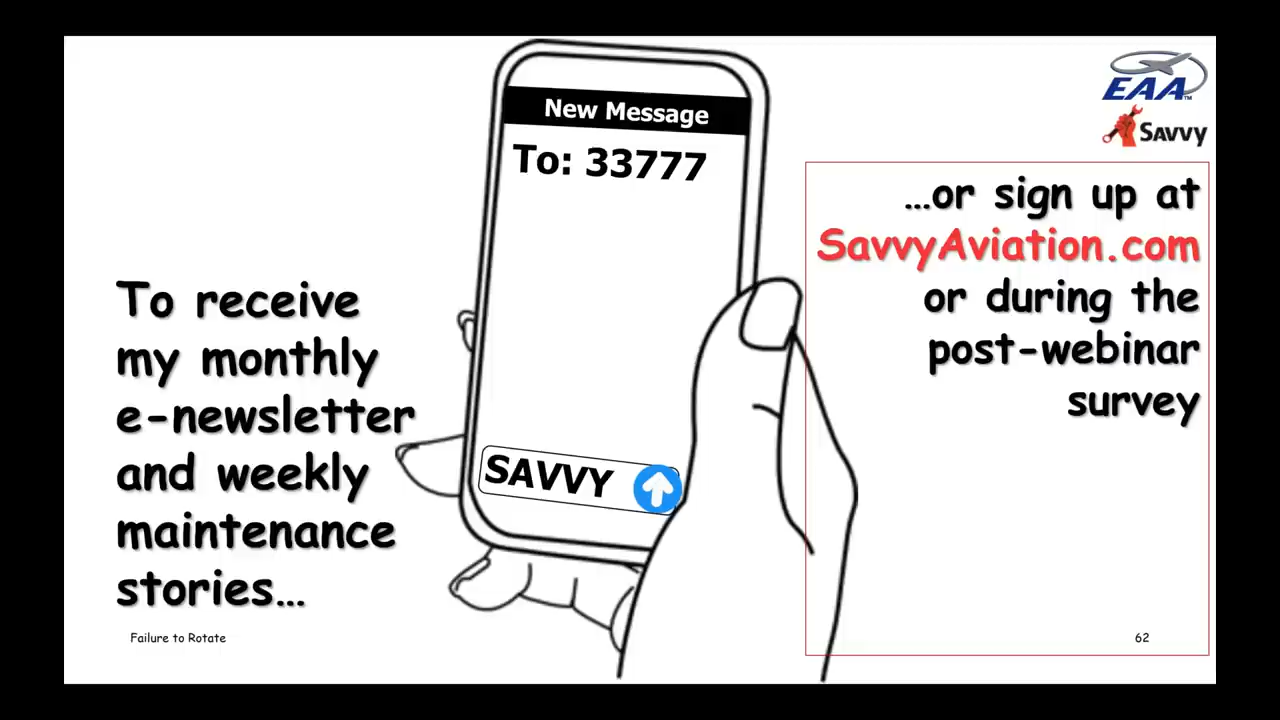 EAA
SAVVY
New Message
To: 33777
SAVVY
To receive
my monthly
e-newsletter
and weekly
maintenance
stories...
...or sign up at
SavvyAviation.com
or during the
post-webinar
survey
Failure to Rotate
62